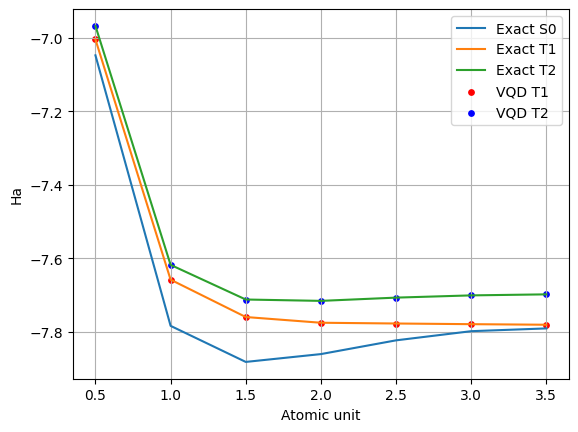 Exact S0
Exact T1
Exact T2
VQD T1
VQD T2
Ha
−7.0
−7.2
−7.4
−7.6
−7.8
0.5 1.0 1.5 2.0 2.5 3.0 3.5
Atomic unit